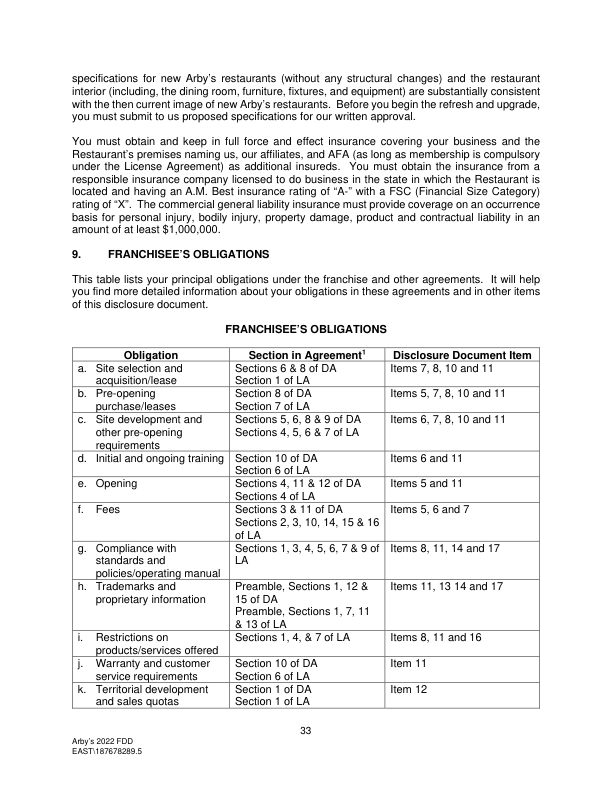 specifications for new Arby's restaurants (without any structural changes) and the restaurant
interior (including, the dining room, furniture, fixtures, and equipment) are substantially consistent
with the then current image of new Arby's restaurants.  Before you begin the refresh and upgrade,
you must submit to us proposed specifications for our written approval.
You must obtain and keep in full force and effect insurance covering your business and the
Restaurant's premises naming us, our affiliates, and AFA (as long as membership is compulsory
under the License Agreement) as additional insureds.  You must obtain the insurance from a
responsible insurance company licensed to do business in the state in which the Restaurant is
located and having an A.M. Best insurance rating of "A-" with a FSC (Financial Size Category)
rating of "X".  The commercial general liability insurance must provide coverage on an occurrence
basis for personal injury, bodily injury, property damage, product and contractual liability in an
amount of at least $1,000,000.
9. FRANCHISEE'S OBLIGATIONS
This table lists your principal obligations under the franchise and other agreements.  It will help
you find more detailed information about your obligations in these agreements and in other items
of this disclosure document.
FRANCHISEE'S OBLIGATIONS
Obligation Section in Agreement1 Disclosure Document Item
a. Site selection and Sections 6 & 8 of DA Items 7, 8, 10 and 11
acquisition/lease Section 1 of LA
b. Pre-opening Section 8 of DA Items 5, 7, 8, 10 and 11
purchase/leases Section 7 of LA
c. Site development and Sections 5, 6, 8 & 9 of DA Items 6, 7, 8, 10 and 11
other pre-opening Sections 4, 5, 6 & 7 of LA
requirements
d. Initial and ongoing training Section 10 of DA Items 6 and 11
Section 6 of LA
e. Opening Sections 4, 11 & 12 of DA Items 5 and 11
Sections 4 of LA
f. Fees Sections 3 & 11 of DA Items 5, 6 and 7
Sections 2, 3, 10, 14, 15 & 16
of LA
g. Compliance with Sections 1, 3, 4, 5, 6, 7 & 9 of Items 8, 11, 14 and 17
standards and LA
policies/operating manual
h. Trademarks and Preamble, Sections 1, 12 & Items 11, 13 14 and 17
proprietary information 15 of DA
Preamble, Sections 1, 7, 11
& 13 of LA
i. Restrictions on Sections 1, 4, & 7 of LA Items 8, 11 and 16
products/services offered
j. Warranty and customer Section 10 of DA Item 11
service requirements Section 6 of LA
k. Territorial development Section 1 of DA Item 12
and sales quotas Section 1 of LA
33
Arby's 2022 FDD
EAST\187678289.5